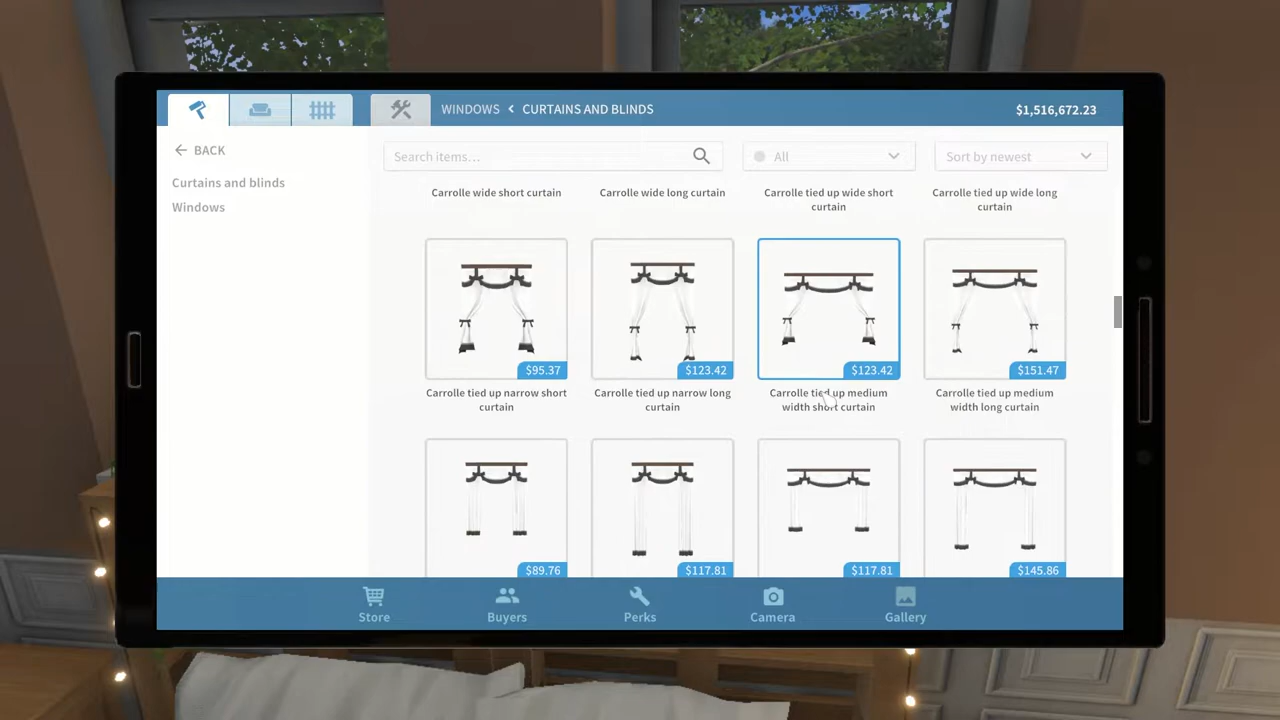 WINDOWS < CURTAINS AND BLINDS
$1,516,672.23
BACK
Curtains and blinds
Windows
Search items...
All
Sort by newest
Carrolle wide short curtain
Carrolle wide long curtain
Carrolle tied up wide short
curtain
Carrolle tied up wide long
curtain
$95.37
Carrolle tied up narrow short
curtain
$123.42
Carrolle tied up narrow long
curtain
$123.42
Carrolle tied up medium
width short curtain
$151.47
Carrolle tied up medium
width long curtain
$89.76
$117.81
$117.81
$145.86
Store
Buyers
Perks
Camera
Gallery